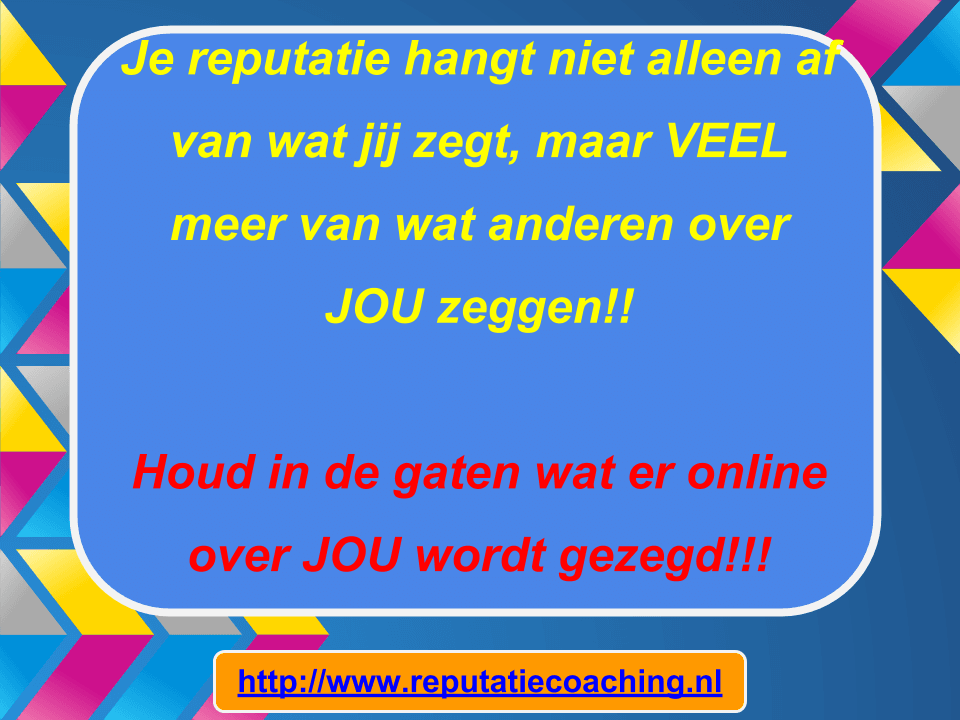 Je reputatie hangt niet alleen af
van wat jij zegt, maar VEEL
meer van wat anderen over
JOU zeggen!!
Houd in de gaten wat er online
over JOU wordt gezegd!!!
http://www.reputatiecoaching.nl